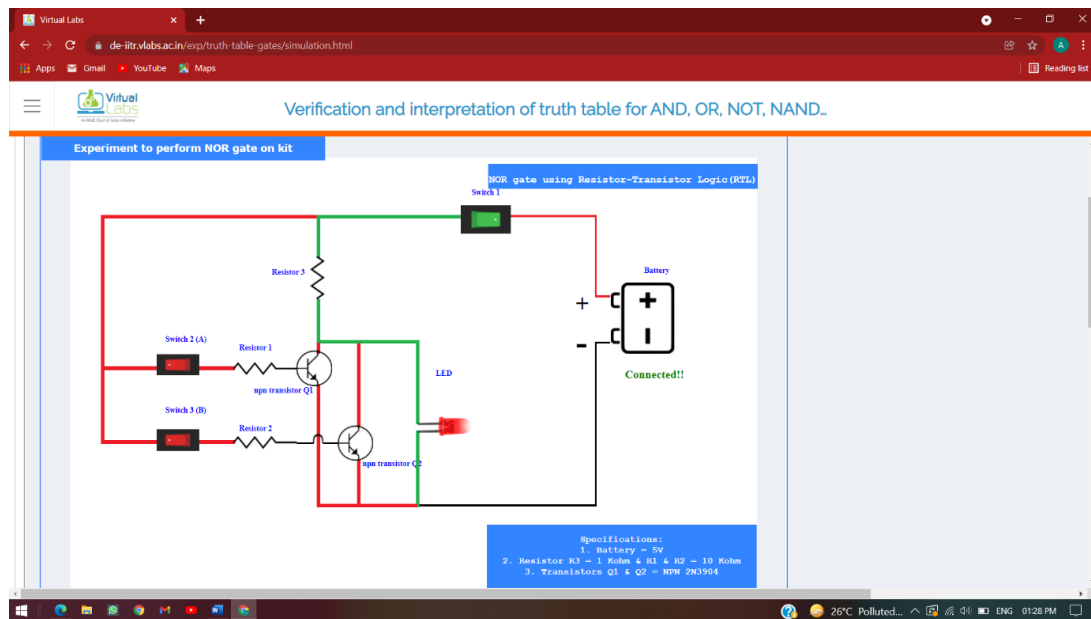 Virtual Labs
de-iitr.vlabs.ac.in/exp/truth-table-gates/simulation.html
A
Apps Gmail YouTube Maps
Reading list
Virtual
Labs
Verification and interpretation of truth table for AND, OR, NOT, NAND...
Experiment to perform NOR gate on kit
NOR gate using Resistor-Transistor Logic(RTL)
Switch 1
Resistor 3
Battery
+
+
-
Connected!!
Switch 2 (A)
Resistor 1
LED
npn transistor Q1
Switch 3 (B)
Resistor 2
npn transistor Q2
Specifications:
1. Battery - 5V
2. Resistor R3 - 1 Kohm & R1 & R2 - 10 Kohm
3. Transistors Q1 & Q2 - NPN 2N3904
26°C Polluted... ENG 01:28 PM